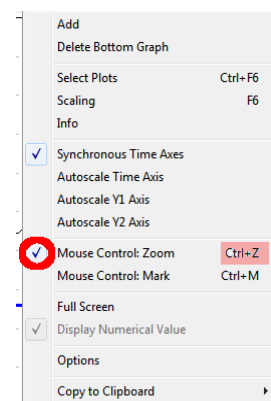 Add
Delete Bottom Graph
Select Plots Ctrl+F6
Scaling F6
Info
Synchronous Time Axes
Autoscale Time Axis
Autoscale Y1 Axis
Autoscale Y2 Axis
Mouse Control: Zoom Ctrl+Z
Mouse Control: Mark Ctrl+M
Full Screen
Display Numerical Value
Options
Copy to Clipboard